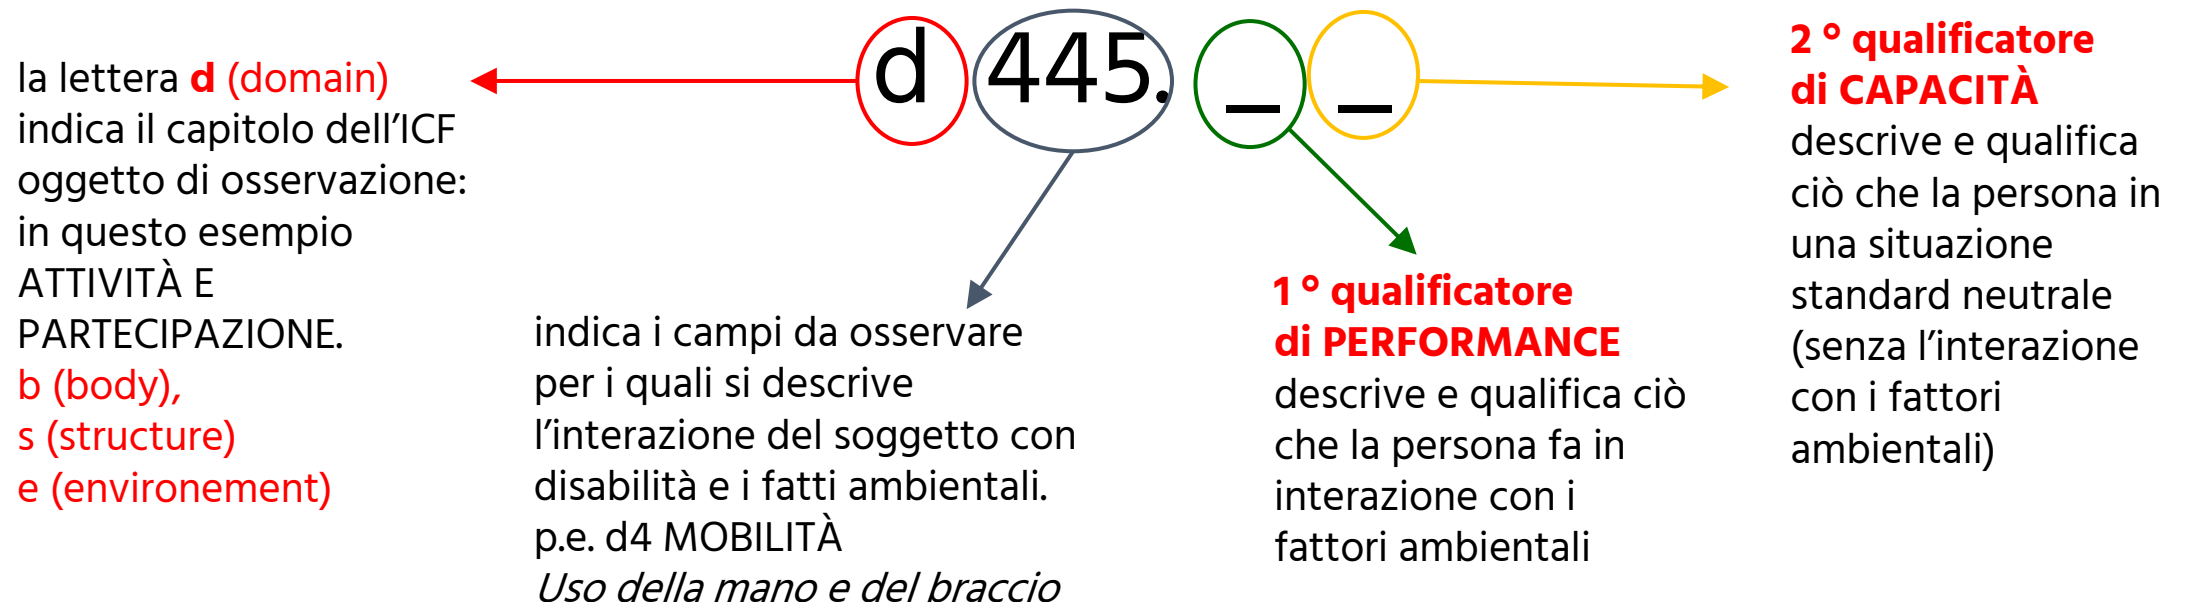 d 445. _ _
la lettera d (domain)
indica il capitolo dell’ICF
oggetto di osservazione:
in questo esempio
ATTIVITÀ E
PARTECIPAZIONE.
b (body),
s (structure)
e (environement)
indica i campi da osservare
per i quali si descrive
l’interazione del soggetto con
disabilità e i fatti ambientali.
p.e. d4 MOBILITÀ
Uso della mano e del braccio
1 ° qualificatore
di PERFORMANCE
descrive e qualifica ciò
che la persona fa in
interazione con i
fattori ambientali
2 ° qualificatore
di CAPACITÀ
descrive e qualifica
ciò che la persona in
una situazione
standard neutrale
(senza l’interazione
con i fattori
ambientali)